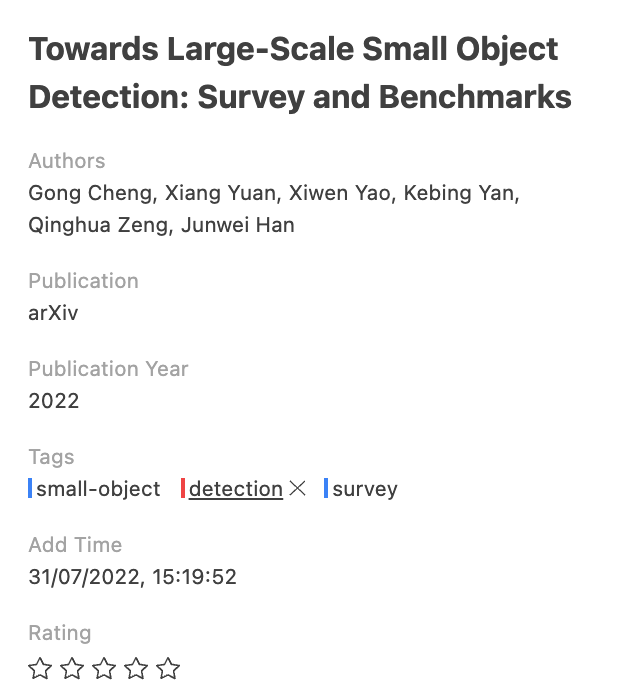 Towards Large-Scale Small Object
Detection: Survey and Benchmarks
Authors
Gong Cheng, Xiang Yuan, Xiwen Yao, Kebing Yan,
Qinghua Zeng, Junwei Han
Publication
arXiv
Publication Year
2022
Tags
small-object detection survey
Add Time
31/07/2022, 15:19:52
Rating